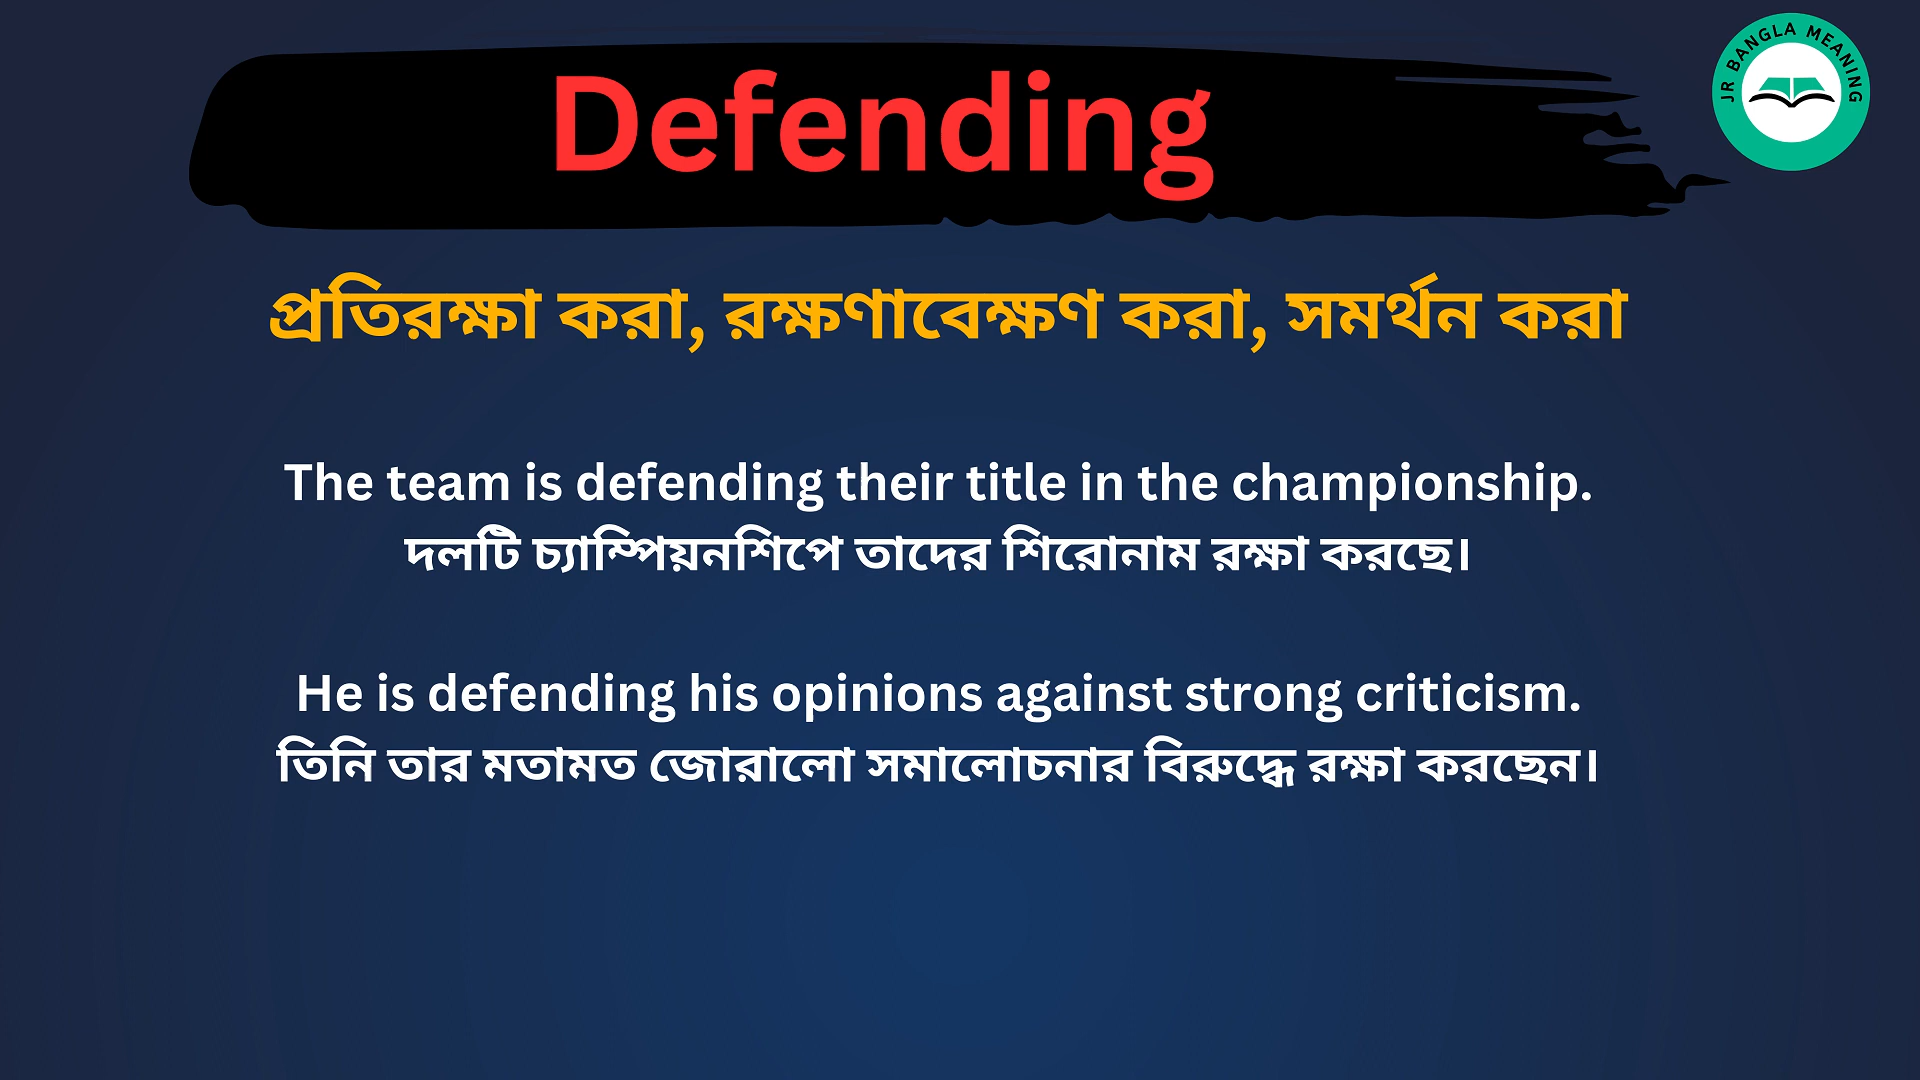 JR BANGLA MEANING
Defending
প্রতিরক্ষা করা, রক্ষণাবেক্ষণ করা, সমর্থন করা
The team is defending their title in the championship.
দলটি চ্যাম্পিয়নশিপে তাদের শিরোনাম রক্ষা করছে।
He is defending his opinions against strong criticism.
তিনি তার মতামত জোরালো সমালোচনার বিরুদ্ধে রক্ষা করছেন।